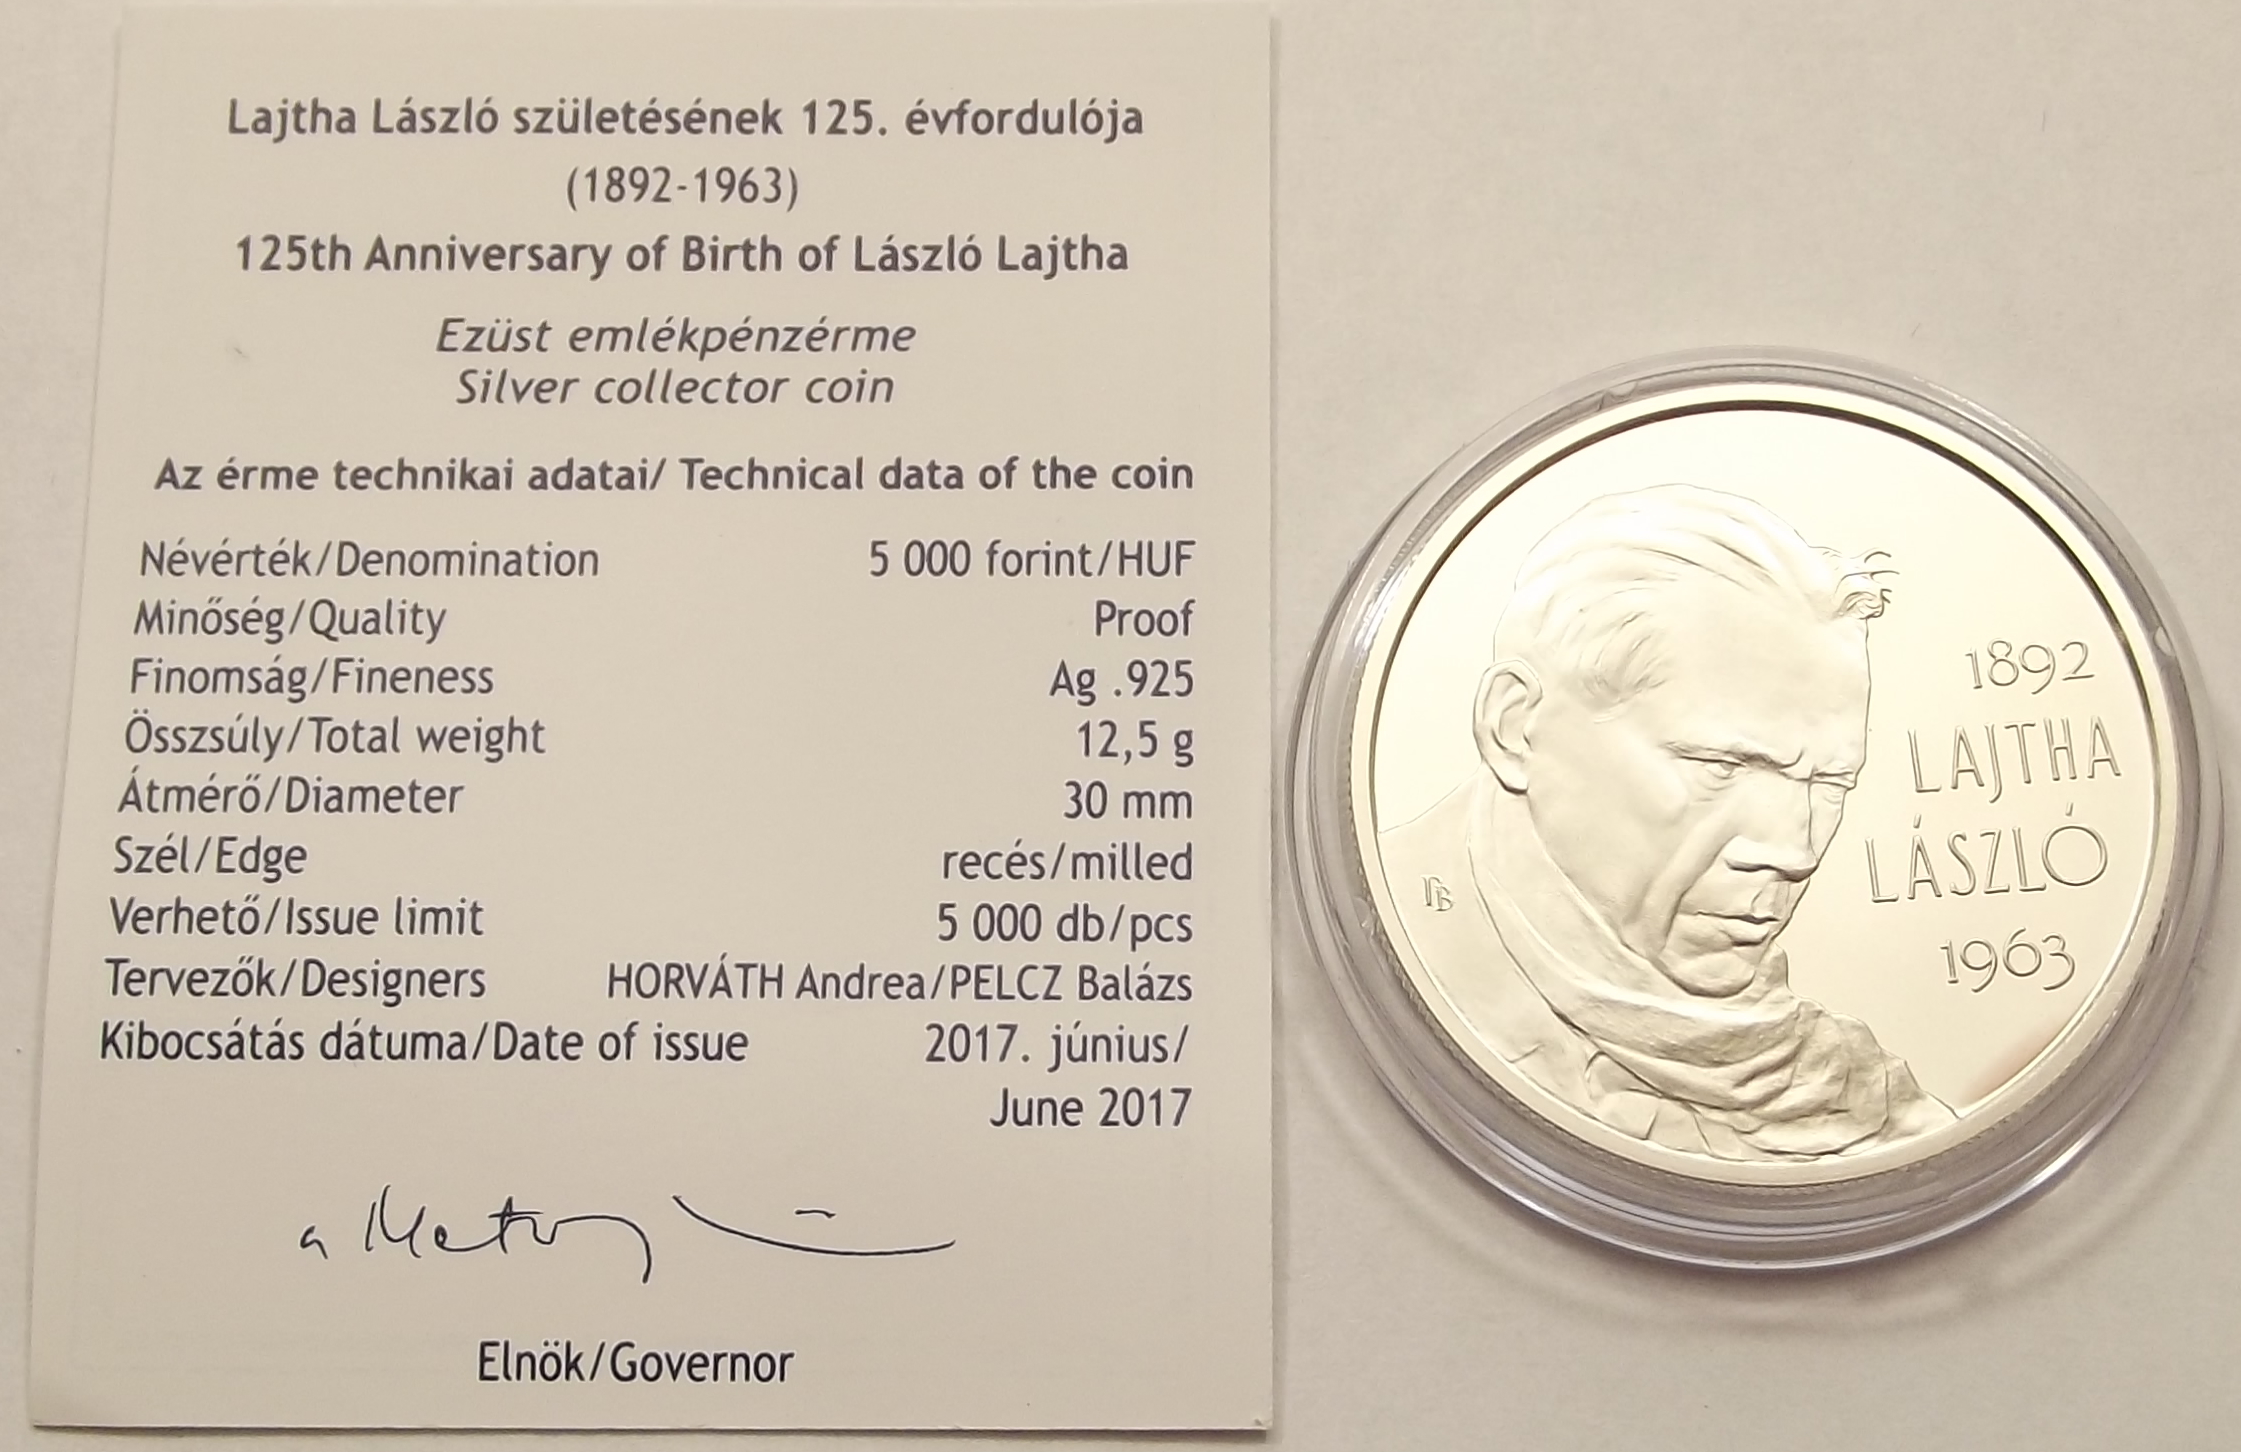 Lajtha László születésének 125. évfordulója
(1892-1963)
125th Anniversary of Birth of László Lajtha
Ezüst emlékpénzérme
Silver collector coin
Az érme technikai adatai/ Technical data of the coin
Névérték/Denomination 5 000 forint/HUF
Minőség/Quality Proof
Finomság/Fineness Ag .925
Összsúly/Total weight 12,5 g
Átmérő/Diameter 30 mm
Szél/Edge recés/milled
Verhető/Issue limit 5 000 db/pcs
Tervezők/Designers HORVÁTH Andrea/PELCZ Balázs
Kibocsátás dátuma/Date of issue 2017. június/
June 2017
Elnök/Governor
1892
LAJTHA
LÁSZLÓ
1963